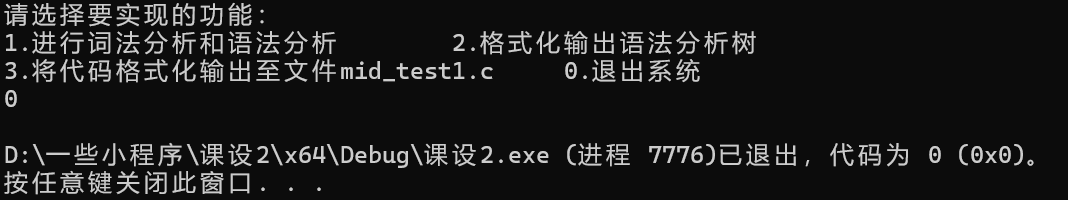 请选择要实现的功能:
1.进行词法分析和语法分析 2.格式化输出语法分析树
3.将代码格式化输出至文件mid_test1.c 0.退出系统
0
D:\一些小程序\课设2\x64\Debug\课设2.exe (进程 7776)已退出，代码为 0 (0x0)。
按任意键关闭此窗口. . .